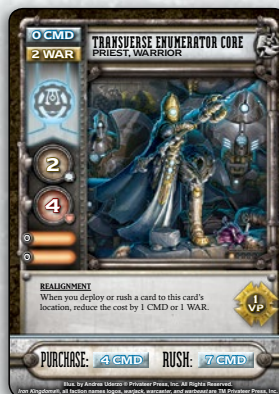 0 CMD
TRANSVERSE ENUMERATOR CORE
2 WAR
PRIEST, WARRIOR
2
4
0
0
REALIGNMENT
When you deploy or rush a card to this card's
location, reduce the cost by 1 CMD or 1 WAR.
1
VP
PURCHASE: 4 CMD RUSH: 7 CMD
Illus. by Andrea Uderzo © Privateer Press, Inc. All Rights Reserved.
Iron Kingdoms®, all faction names logos, warjack, warcaster, and warbeast are TM Privateer Press, Inc.